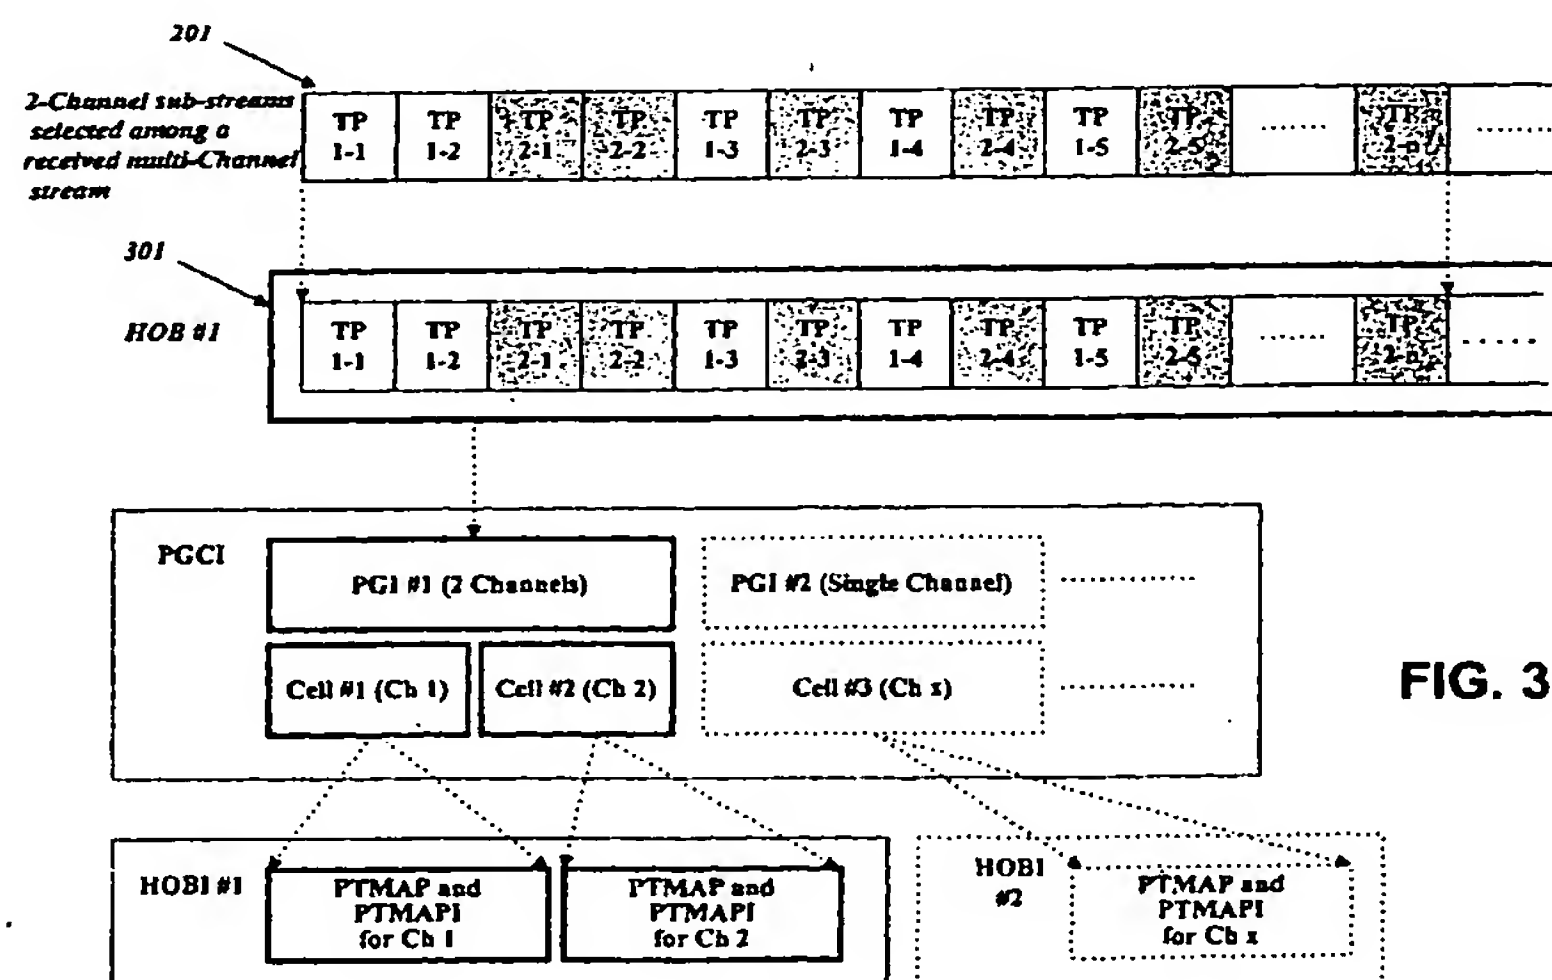 201
2-Channel sub-streams
selected among a
received multi-Channel
stream
TP 1-1 TP 1-2 TP 2-1 TP 2-2 TP 1-3 TP 2-3 TP 1-4 TP 2-4 TP 1-5 TP 2-5 ....... TP 2-n .......
301
HOB #1
TP 1-1 TP 1-2 TP 2-1 TP 2-2 TP 1-3 TP 2-3 TP 1-4 TP 2-4 TP 1-5 TP 2-5 ....... TP 2-n .......
PGCI
PGI #1 (2 Channels)
PGI #2 (Single Channel)
Cell #1 (Ch 1)
Cell #2 (Ch 2)
Cell #3 (Ch x)
FIG. 3
HOBI #1
PTMAP and
PTMAPI
for Ch 1
PTMAP and
PTMAPI
for Ch 2
HOBI
#2
PTMAP and
PTMAPI
for Ch x